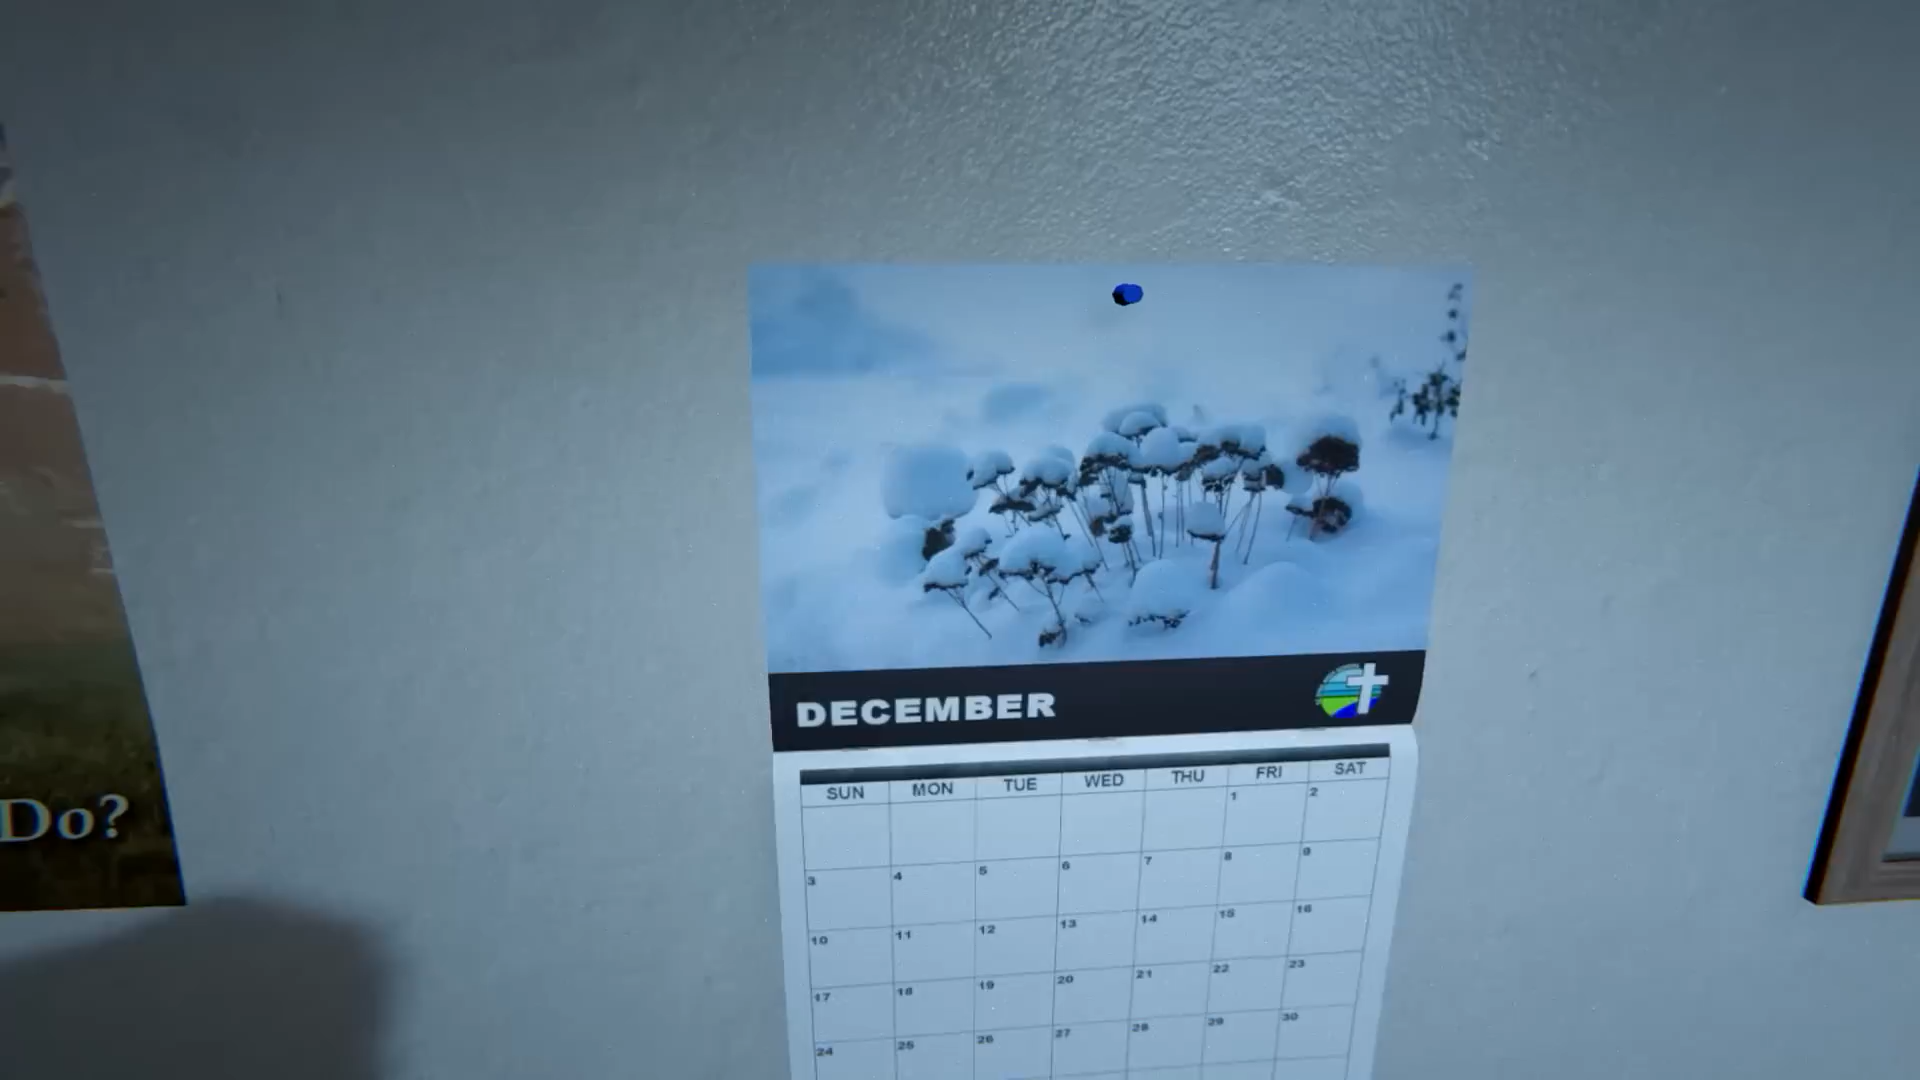 Do?
DECEMBER
SUN MON TUE WED THU FRI SAT
1 2
3 4 5 6 7 8 9
10 11 12 13 14 15 16
17 18 19 20 21 22 23
24 25 26 27 28 29 30